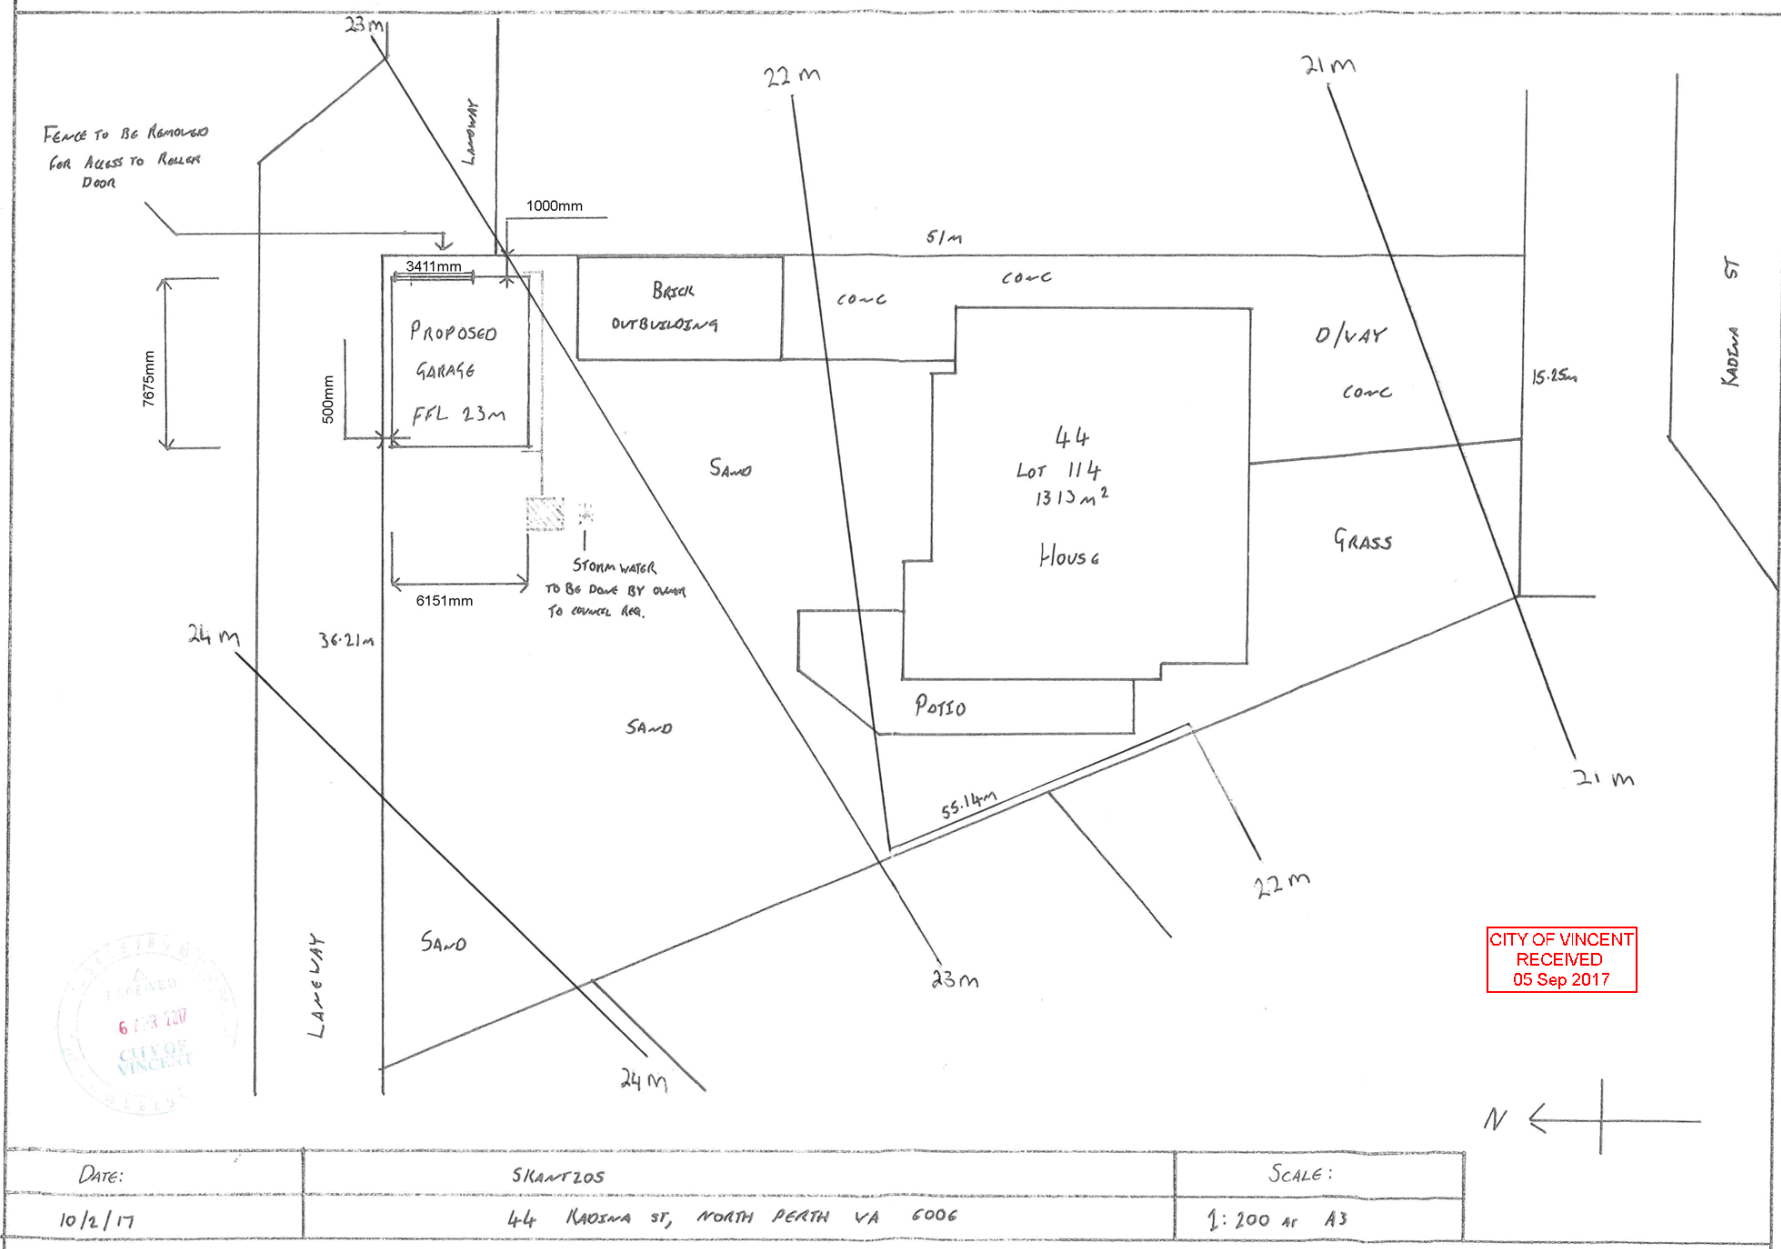 23m
22m
21m
FENCE TO BE REMOVED
FOR ACCESS TO ROLLER
DOOR
LANEWAY
1000mm
51m
3411mm
BRICK
OUTBUILDING
CONC
CONC
KADINA ST
PROPOSED
GARAGE
FFL 23m
7675mm
500mm
D/WAY
CONC
15.25m
SAND
44
LOT 114
1313m²
HOUSE
GRASS
STORM WATER
TO BE DONE BY OWNER
TO COUNCIL REQ.
6151mm
24m
36.21m
SAND
PATIO
21m
55.14m
22m
SAND
LANEWAY
23m
24m
RECEIVED
CITY OF
VINCENT
CITY OF VINCENT
RECEIVED
05 Sep 2017
N
DATE:
SKANTZOS
SCALE:
10/2/17
44 KADINA ST, NORTH PERTH WA 6006
1:200 AT A3